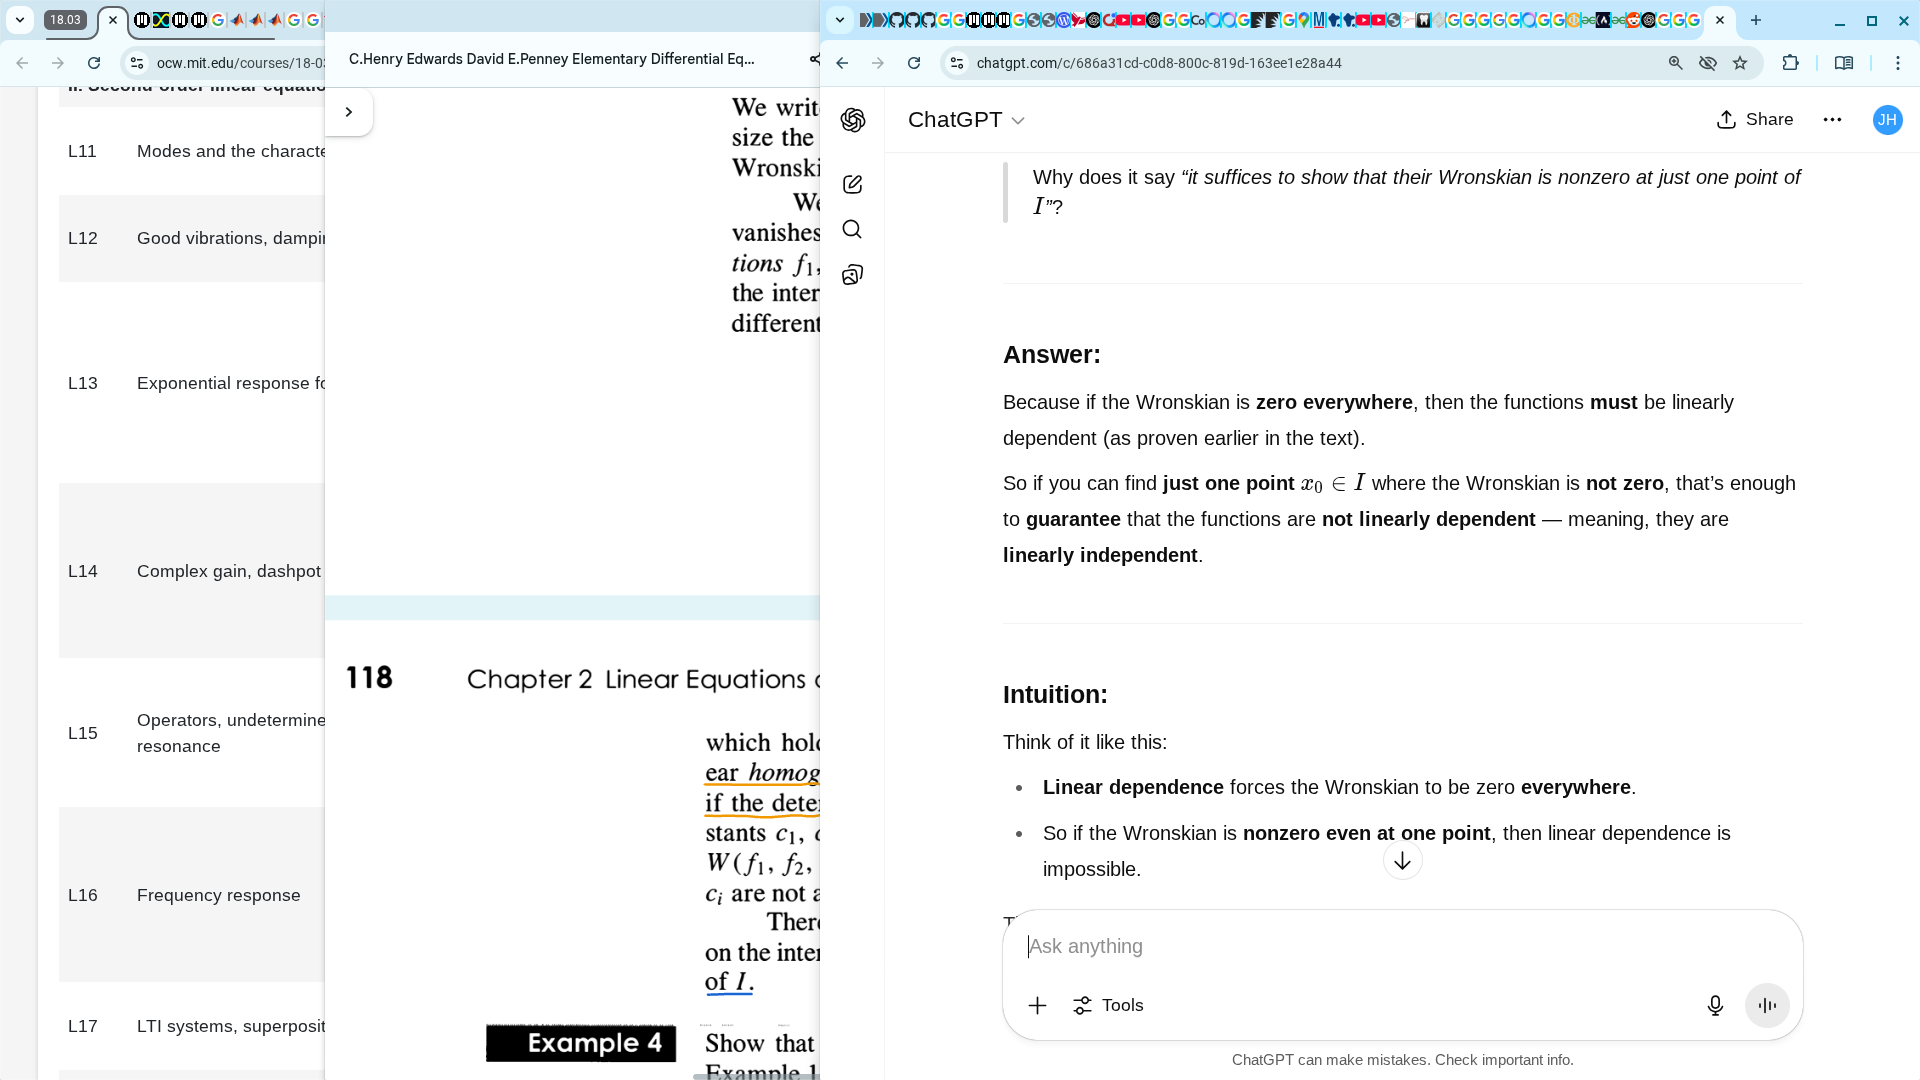 18.03
ocw.mit.edu/courses/18-03
II. Second-order linear equatio
L11 Modes and the characte
L12 Good vibrations, dampin
L13 Exponential response fo
L14 Complex gain, dashpot
L15 Operators, undetermine
resonance
L16 Frequency response
L17 LTI systems, superposit
C.Henry Edwards David E.Penney Elementary Differential Eq...
We write
size the
Wronski
We
vanishes
tions f1,
the inter
different
118 Chapter 2 Linear Equations o
which hold
ear homog
if the deter
stants c1, c
W(f1, f2,
ci are not a
There
on the inter
of I.
Example 4 Show that
Example 1
chatgpt.com/c/686a31cd-c0d8-800c-819d-163ee1e28a44
ChatGPT
Share
JH
Why does it say “it suffices to show that their Wronskian is nonzero at just one point of
I”?
Answer:
Because if the Wronskian is zero everywhere, then the functions must be linearly
dependent (as proven earlier in the text).
So if you can find just one point x0 ∈ I where the Wronskian is not zero, that’s enough
to guarantee that the functions are not linearly dependent — meaning, they are
linearly independent.
Intuition:
Think of it like this:
• Linear dependence forces the Wronskian to be zero everywhere.
• So if the Wronskian is nonzero even at one point, then linear dependence is
impossible.
Ask anything
Tools
ChatGPT can make mistakes. Check important info.